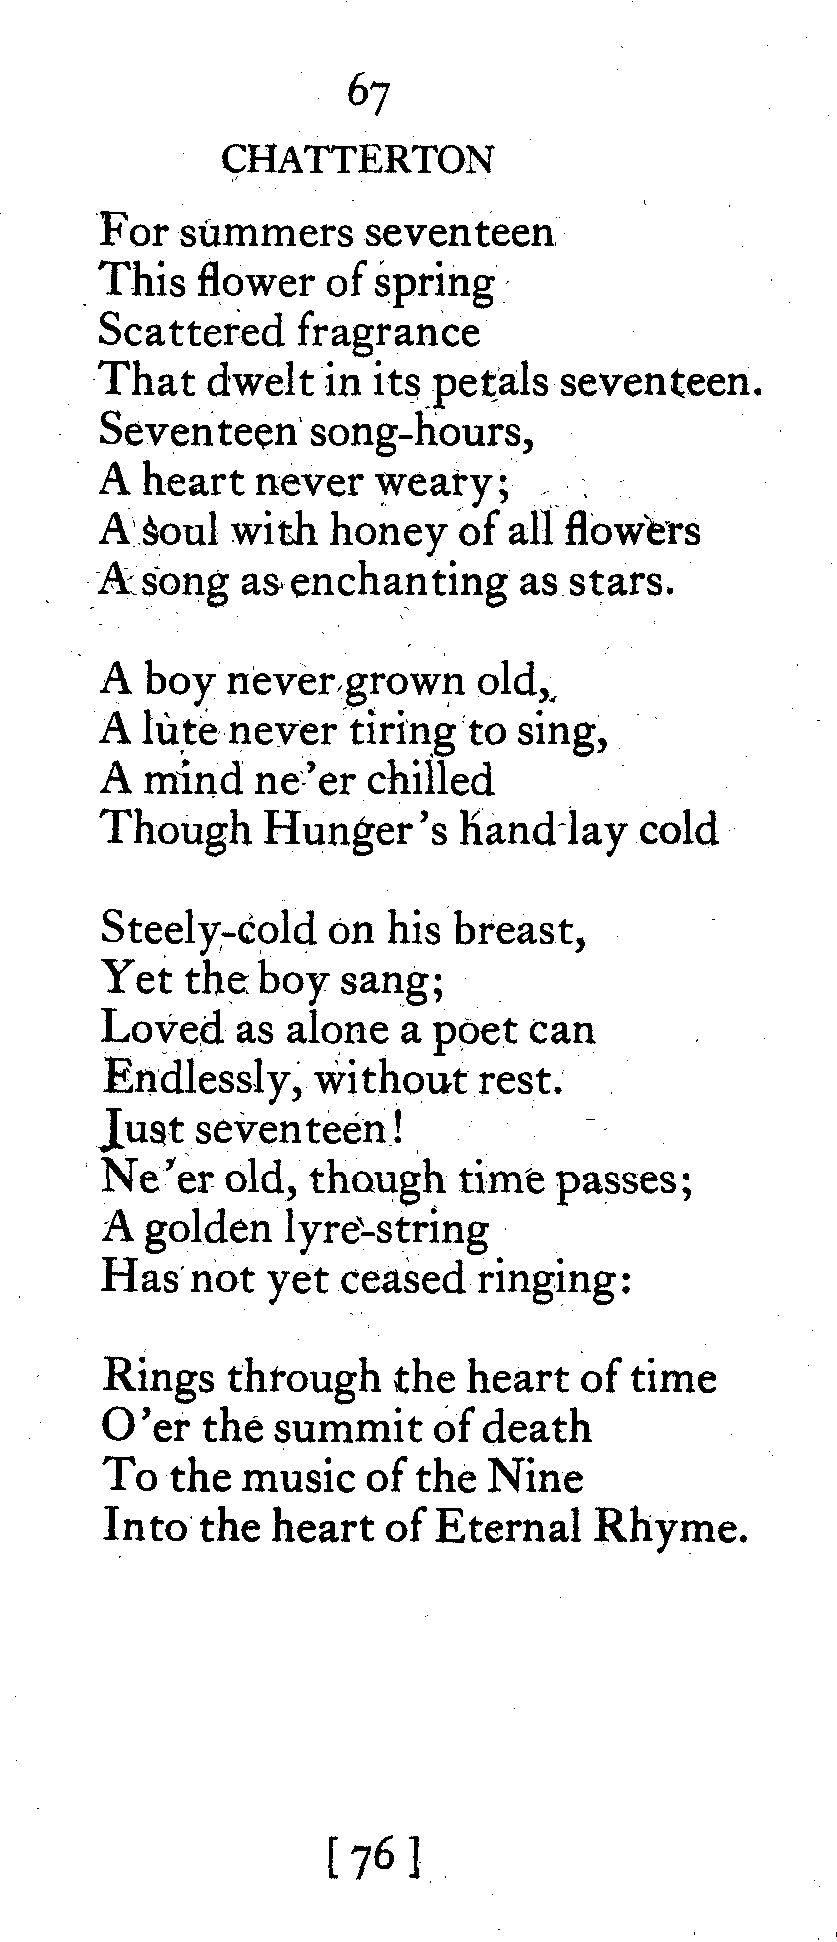 67
CHATTERTON
For summers seventeen
This flower of spring
Scattered fragrance
That dwelt in its petals seventeen.
Seventeen song-hours,
A heart never weary;
A soul with honey of all flowers
A song as enchanting as stars.
A boy never grown old,
A lute never tiring to sing,
A mind ne'er chilled
Though Hunger's hand lay cold
Steely-cold on his breast,
Yet the boy sang;
Loved as alone a poet can
Endlessly, without rest.
Just seventeen!
Ne'er old, though time passes;
A golden lyre-string
Has not yet ceased ringing:
Rings through the heart of time
O'er the summit of death
To the music of the Nine
Into the heart of Eternal Rhyme.
[ 76 ]